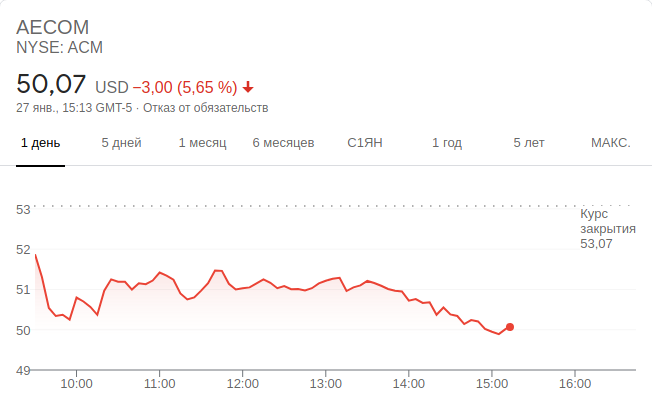 AECOM
NYSE: ACM
50,07 USD −3,00 (5,65 %)
27 янв., 15:13 GMT-5 · Отказ от обязательств
1 день 5 дней 1 месяц 6 месяцев С1ЯН 1 год 5 лет МАКС.
53
Курс
закрытия
53,07
52
51
50
49
10:00 11:00 12:00 13:00 14:00 15:00 16:00